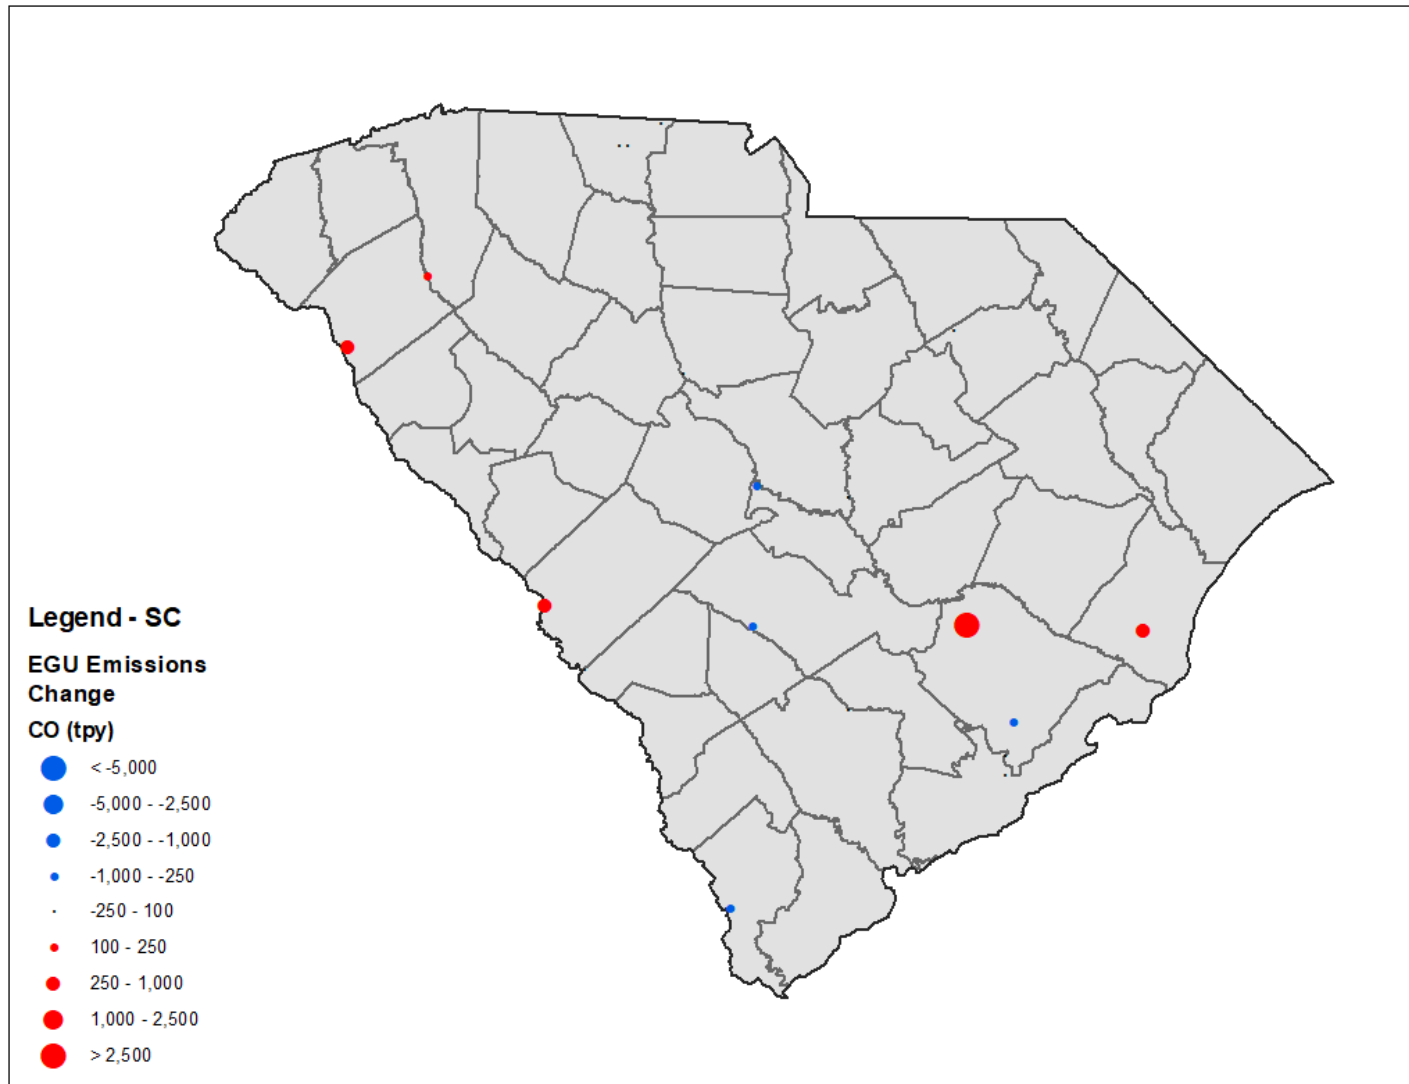 Legend - SC
EGU Emissions
Change
CO (tpy)
< -5,000
-5,000 - -2,500
-2,500 - -1,000
-1,000 - -250
-250 - 100
100 - 250
250 - 1,000
1,000 - 2,500
> 2,500